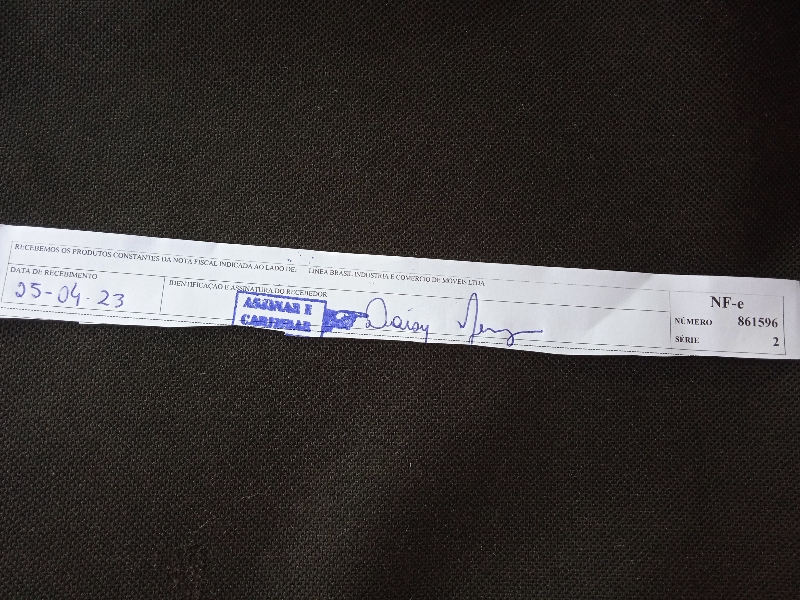 RECEBEMOS OS PRODUTOS CONSTANTES DA NOTA FISCAL INDICADA AO LADO DE: LINEA BRASIL INDUSTRIA E COMERCIO DE MOVEIS LTDA
DATA DE RECEBIMENTO
25-04-23
IDENTIFICAÇÃO E ASSINATURA DO RECEBEDOR
ASSINAR E
CARIMBAR
Daisy
NF-e
NÚMERO 861596
SÉRIE 2